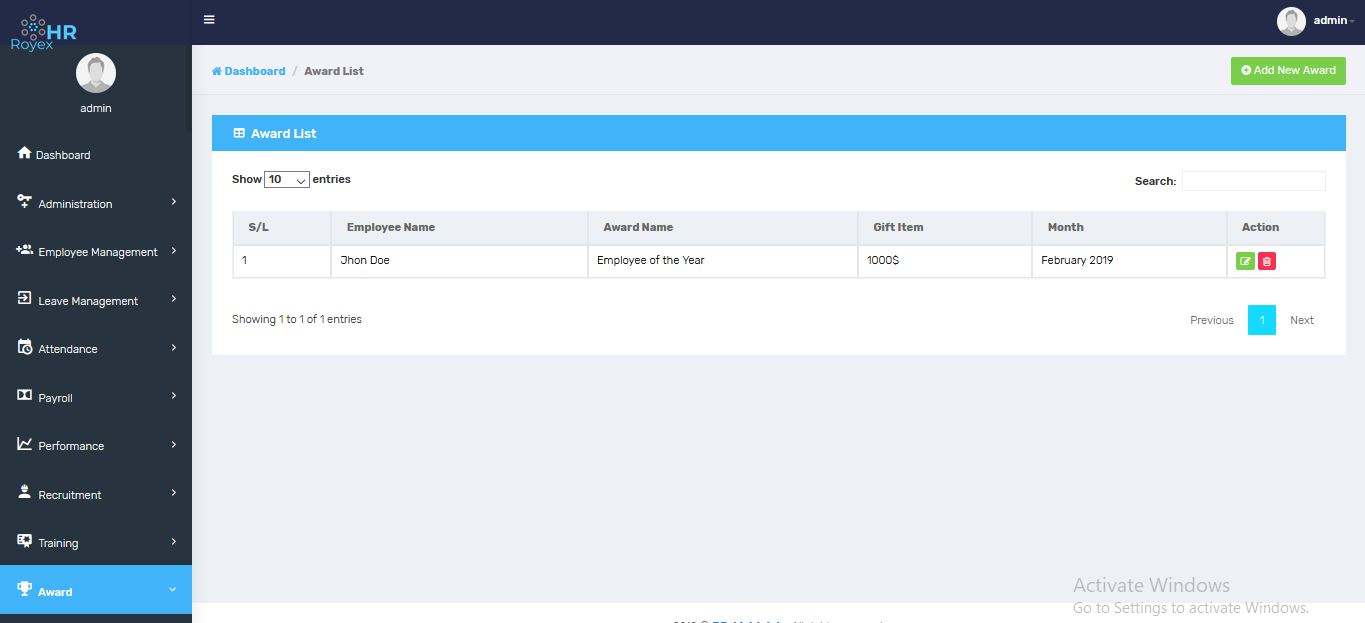 HR
Royex
admin
admin
Dashboard / Award List
Add New Award
Dashboard
Administration
Employee Management
Leave Management
Attendance
Payroll
Performance
Recruitment
Training
Award
Award List
Show 10 entries
Search:
S/L Employee Name Award Name Gift Item Month Action
1 Jhon Doe Employee of the Year 1000$ February 2019
Showing 1 to 1 of 1 entries
Previous 1 Next
Activate Windows
Go to Settings to activate Windows.